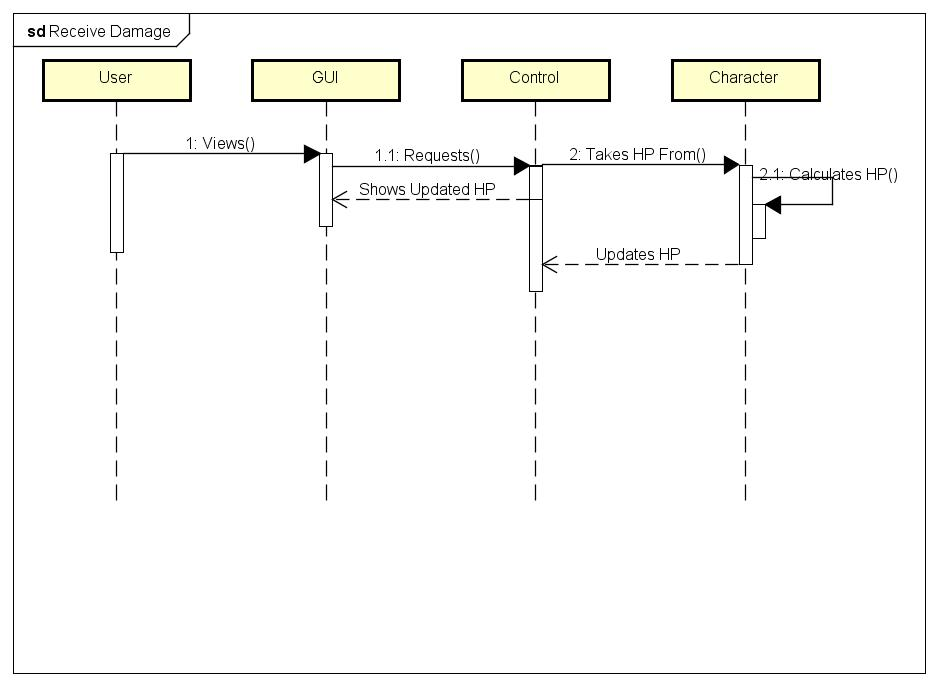 sd Receive Damage
User
GUI
Control
Character
1: Views()
1.1: Requests()
2: Takes HP From()
2.1: Calculates HP()
Shows Updated HP
Updates HP